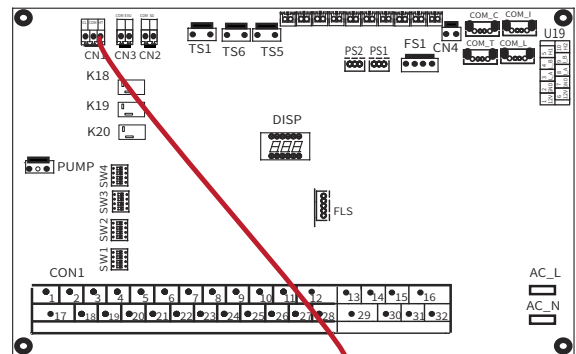 COM_C COM_I
CN1 CN3 CN2 TS1 TS6 TS5 PS2 PS1 FS1 CN4 COM_T COM_L U19
K18
K19
K20
DISP
PUMP
SW4
SW3
SW2
SW1
FLS
CON1
AC_L
AC_N
1 2 3 4 5 6 7 8 9 10 11 12 13 14 15 16
17 18 19 20 21 22 23 24 25 26 27 28 29 30 31 32